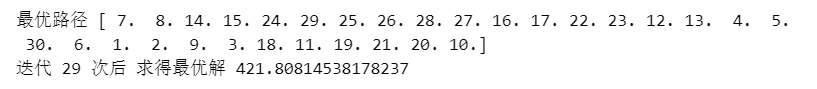 最优路径 [ 7.  8. 14. 15. 24. 29. 25. 26. 28. 27. 16. 17. 22. 23. 12. 13.  4.  5.
 30.  6.  1.  2.  9.  3. 18. 11. 19. 21. 20. 10.]
迭代 29 次后 求得最优解 421.80814538178237